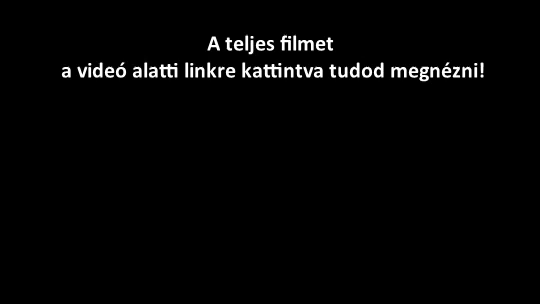 A teljes filmet
a videó alatti linkre kattintva tudod megnézni!